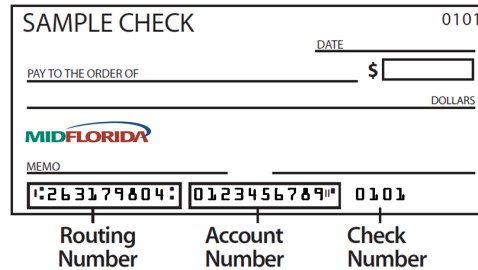 SAMPLE CHECK 0101
DATE
PAY TO THE ORDER OF $
DOLLARS
MIDFLORIDA
MEMO
⑆263179804⑆ 0123456789⑈ 0101
Routing Number Account Number Check Number